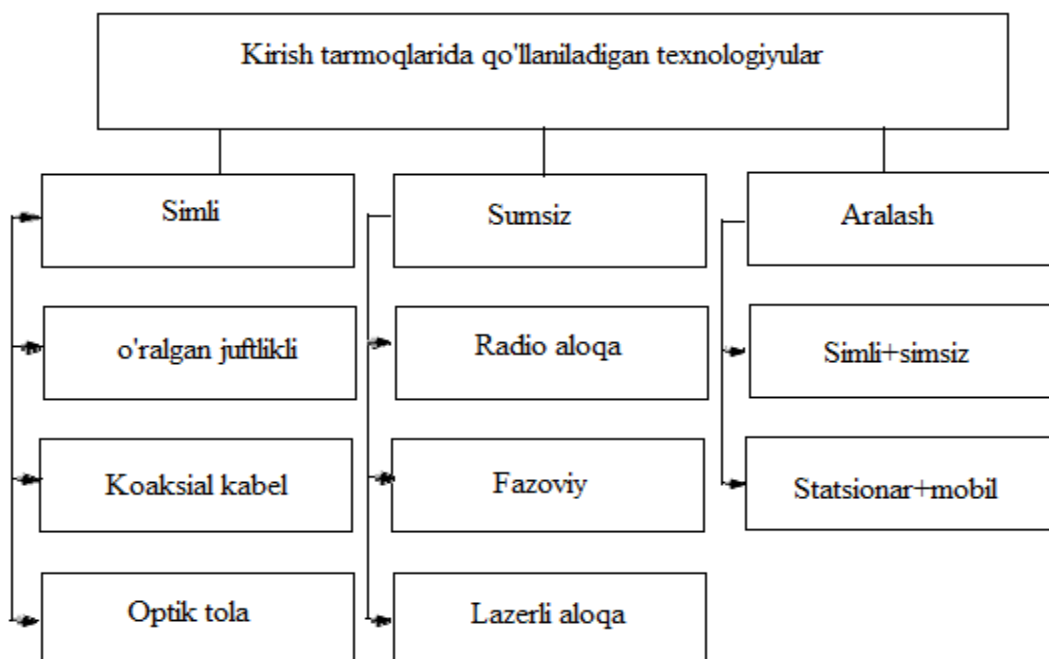 Kirish tarmoqlarida qo'llaniladigan texnologiyular
Simli
Sumsiz
Aralash
o'ralgan juftlikli
Radio aloqa
Simli+simsiz
Koaksial kabel
Fazoviy
Statsionar+mobil
Optik tola
Lazerli aloqa